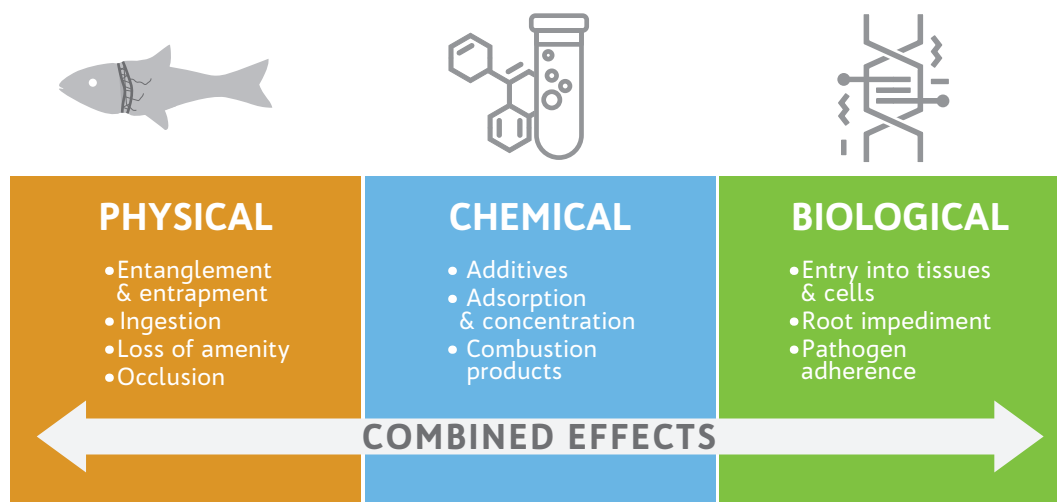 PHYSICAL
•Entanglement
& entrapment
•Ingestion
•Loss of amenity
•Occlusion
CHEMICAL
• Additives
• Adsorption
& concentration
• Combustion
products
BIOLOGICAL
•Entry into tissues
& cells
•Root impediment
•Pathogen
adherence
COMBINED EFFECTS